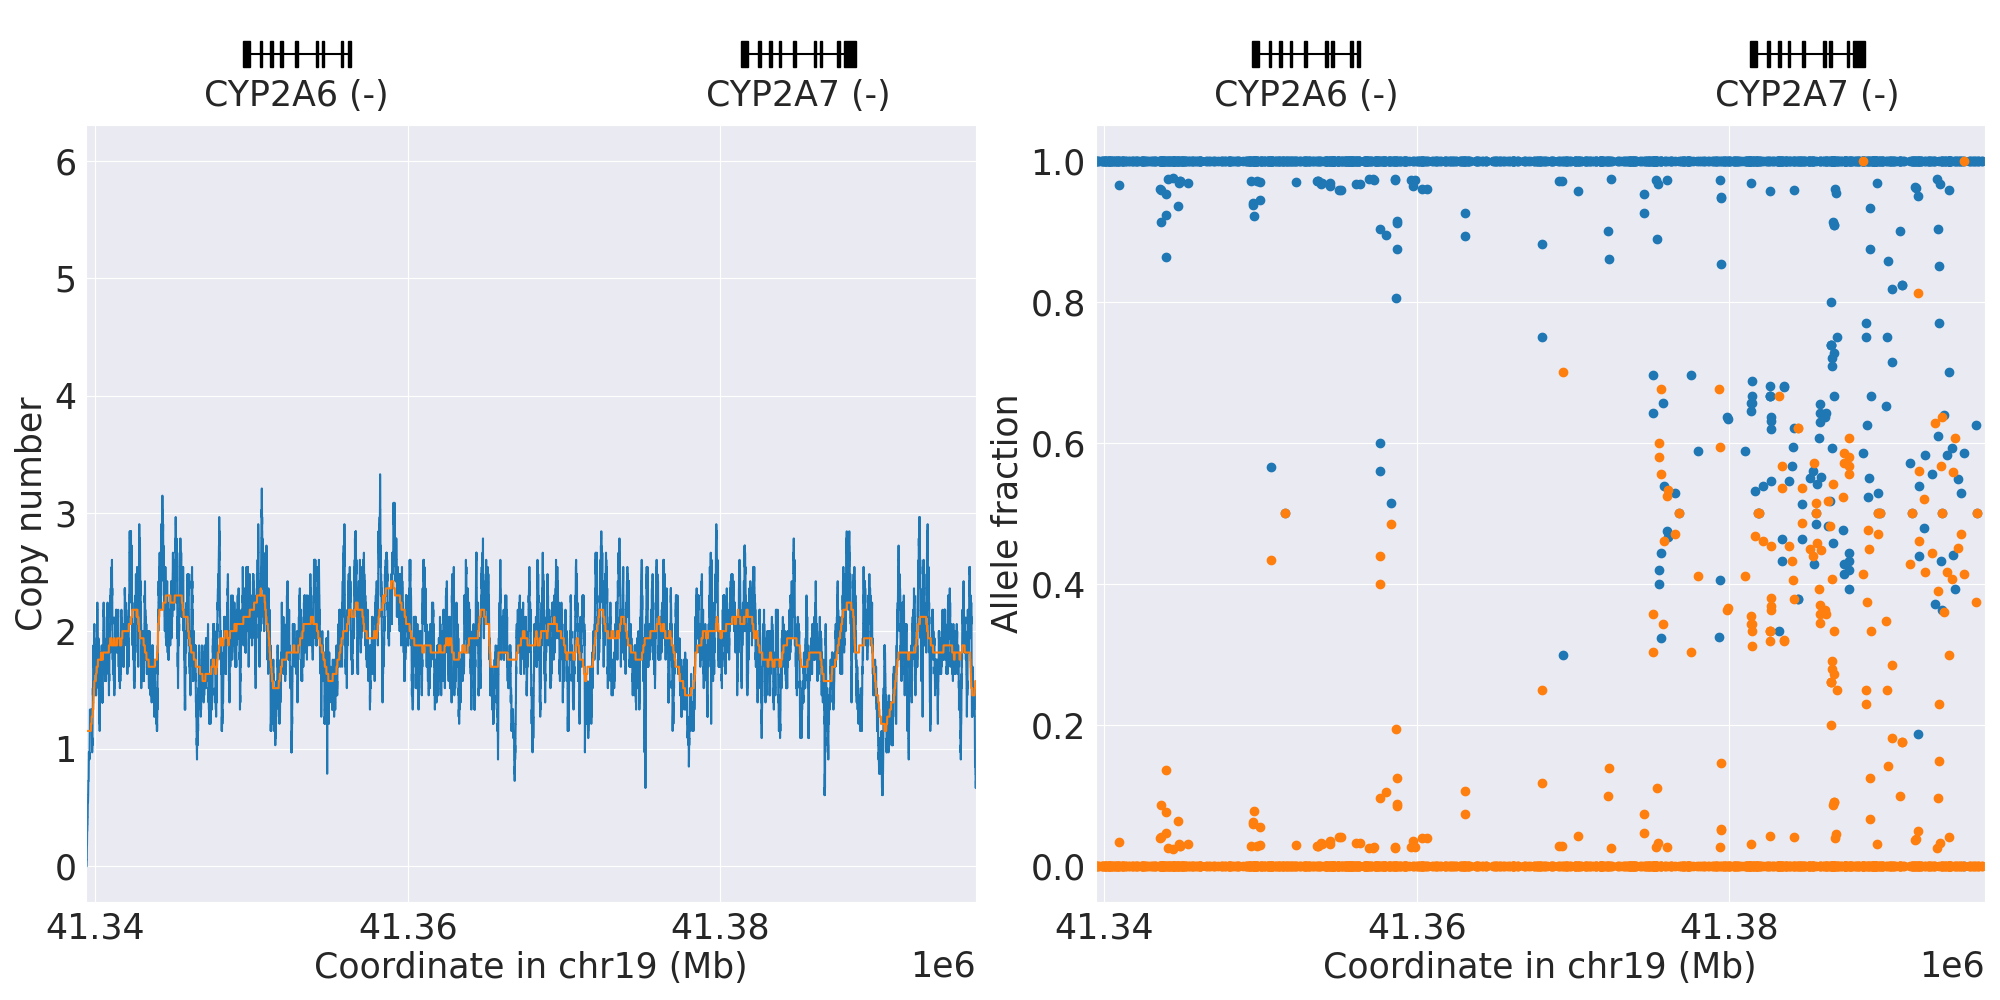 CYP2A6 (-)
CYP2A7 (-)
6
5
4
3
2
1
0
Copy number
41.34
41.36
41.38
Coordinate in chr19 (Mb)
1e6
CYP2A6 (-)
CYP2A7 (-)
1.0
0.8
0.6
0.4
0.2
0.0
Allele fraction
41.34
41.36
41.38
Coordinate in chr19 (Mb)
1e6